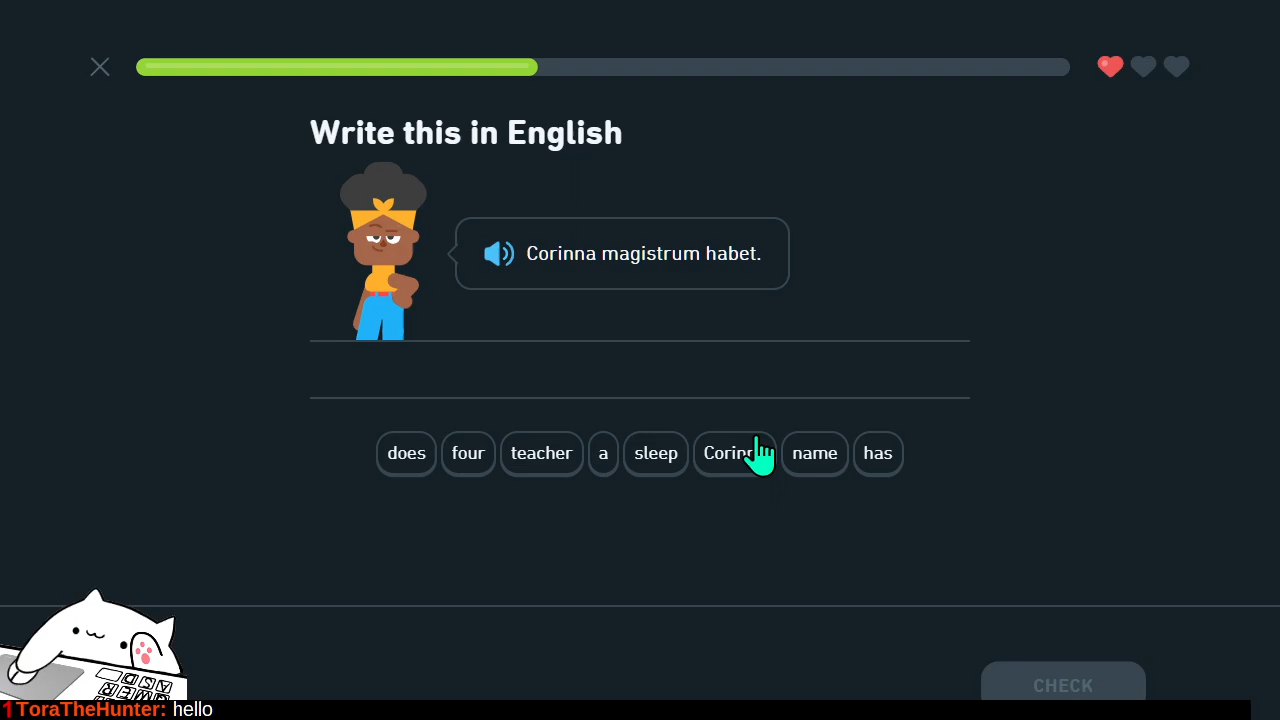 Write this in English
Corinna magistrum habet.
does four teacher a sleep name has
CHECK
1 ToraTheHunter: hello